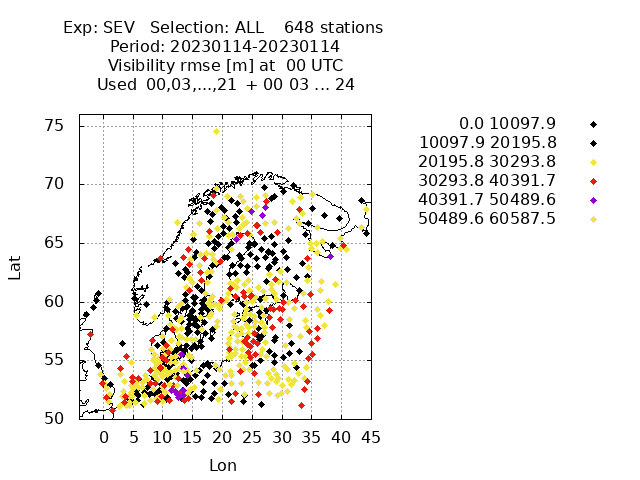 Exp: SEV Selection: ALL 648 stations
Period: 20230114-20230114
Visibility rmse [m] at 00 UTC
Used 00,03,...,21 + 00 03 ... 24
75
70
65
60
55
50
0 5 10 15 20 25 30 35 40 45
Lat
Lon
0.0 10097.9
10097.9 20195.8
20195.8 30293.8
30293.8 40391.7
40391.7 50489.6
50489.6 60587.5